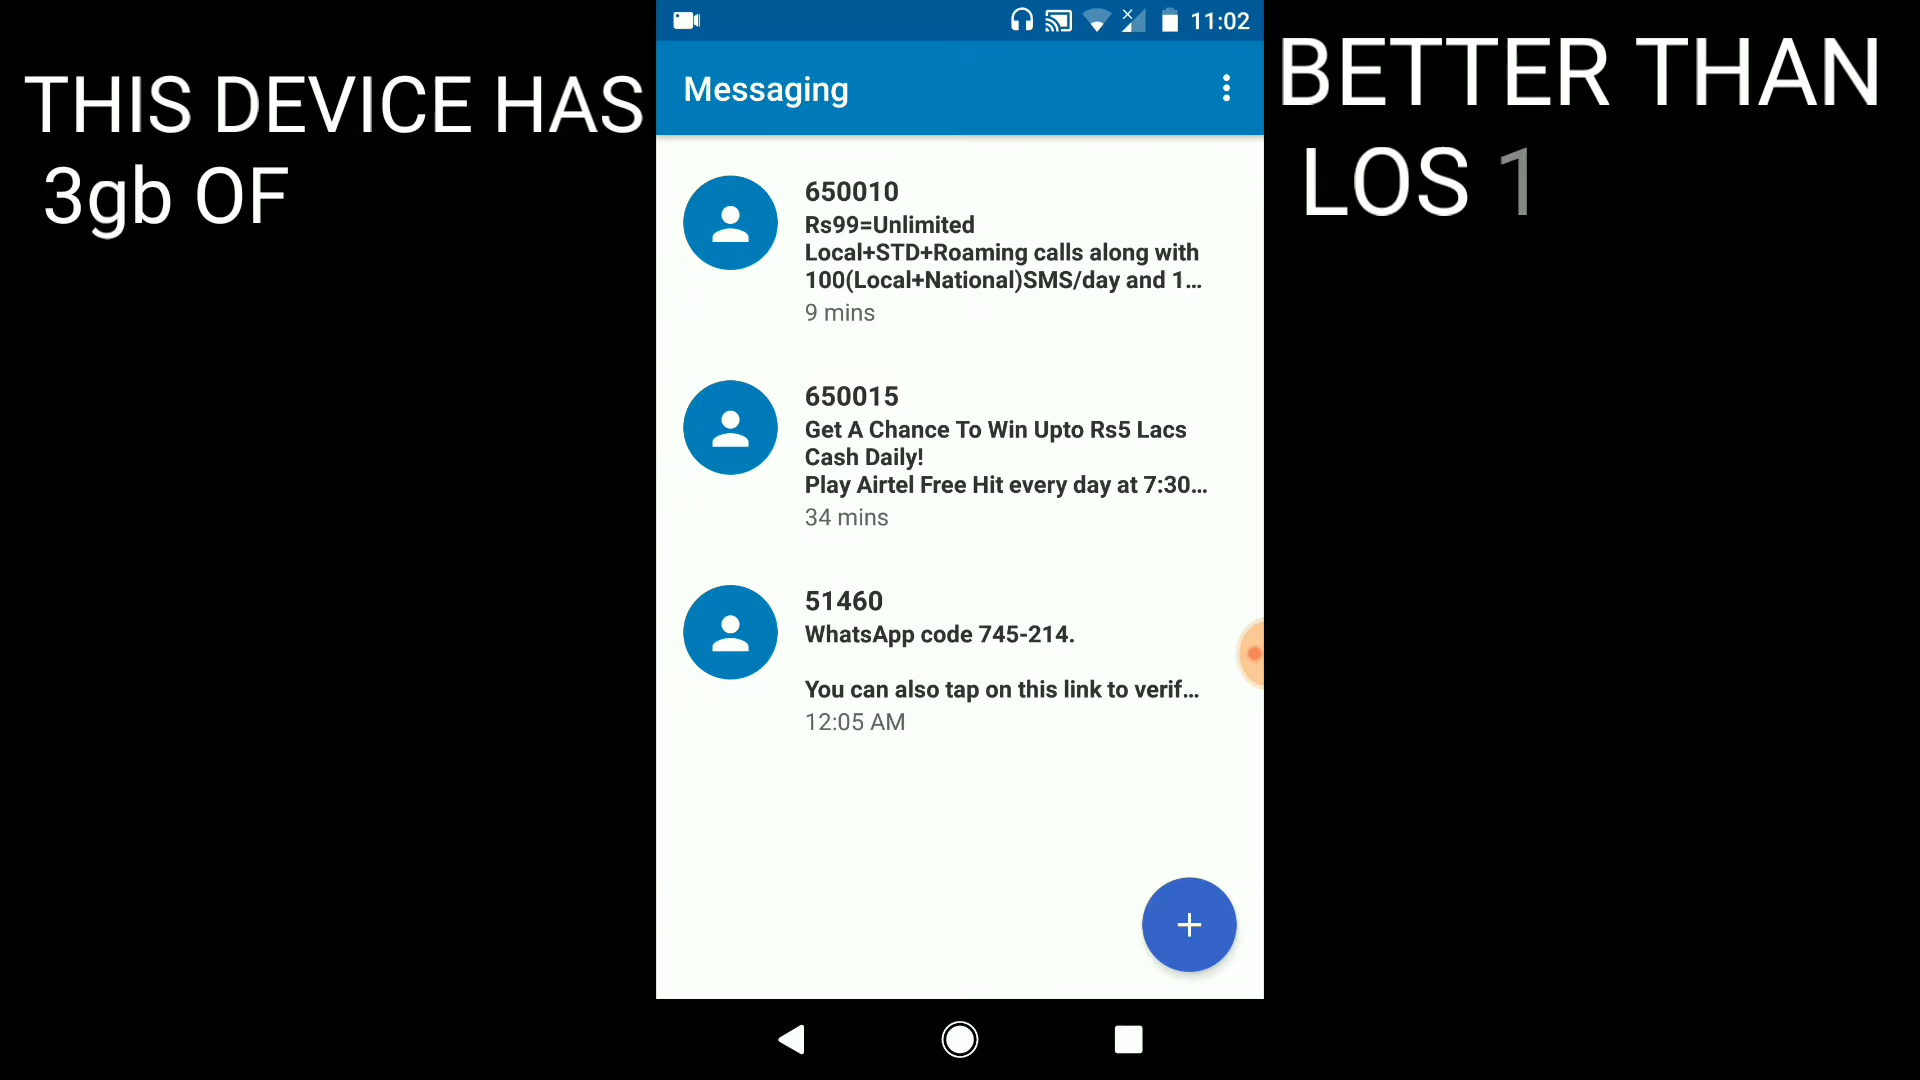 THIS DEVICE HAS
3gb OF
11:02
Messaging
650010
Rs99=Unlimited
Local+STD+Roaming calls along with
100(Local+National)SMS/day and 1...
9 mins
650015
Get A Chance To Win Upto Rs5 Lacs
Cash Daily!
Play Airtel Free Hit every day at 7:30...
34 mins
51460
WhatsApp code 745-214.
You can also tap on this link to verif...
12:05 AM
BETTER THAN
LOS 1